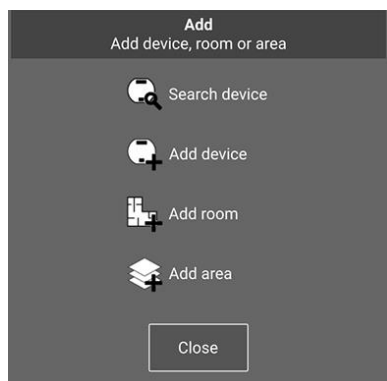 Add
Add device, room or area
Search device
Add device
Add room
Add area
Close